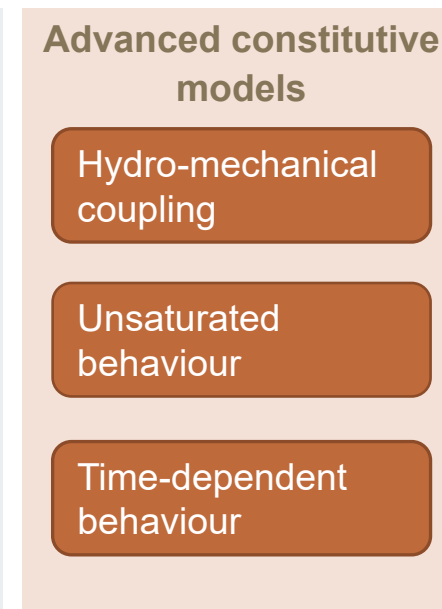 Advanced constitutive
models
Hydro-mechanical
coupling
Unsaturated
behaviour
Time-dependent
behaviour